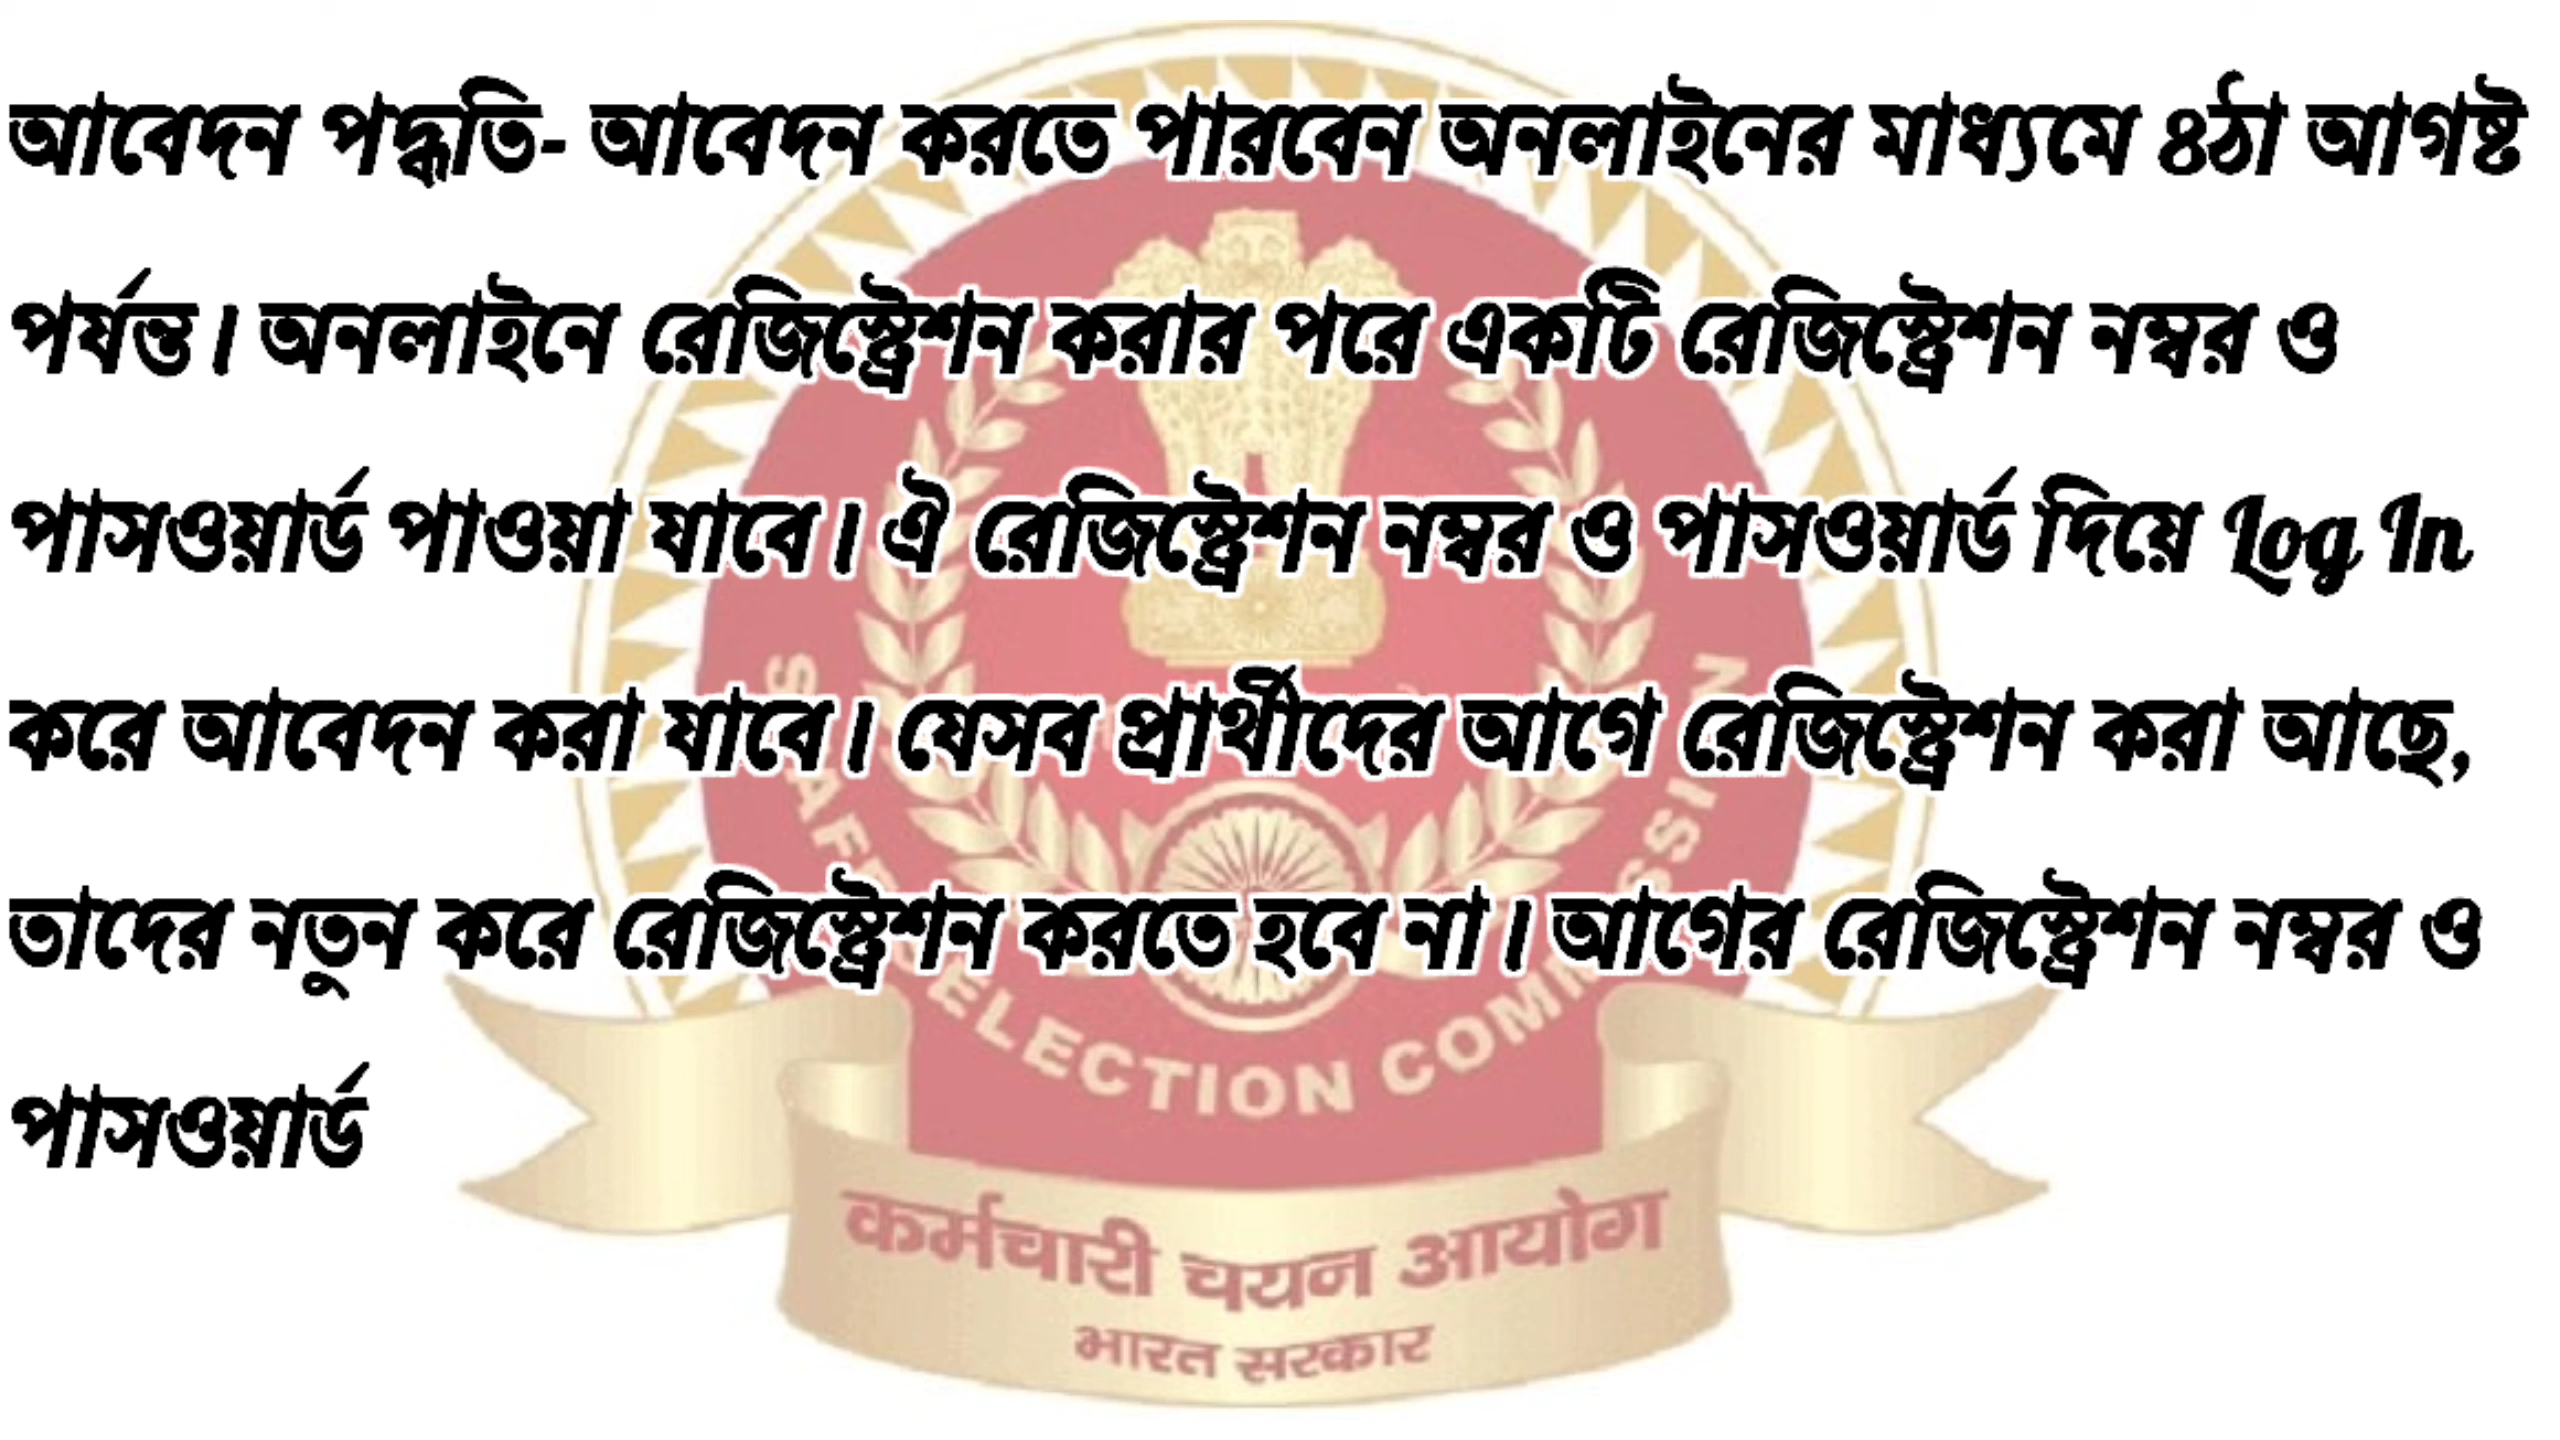 আবেদন পদ্ধতি- আবেদন করতে পারবেন অনলাইনের মাধ্যমে ৪ঠা আগষ্ট
পর্যন্ত। অনলাইনে রেজিস্ট্রেশন করার পরে একটি রেজিস্ট্রেশন নম্বর ও
পাসওয়ার্ড পাওয়া যাবে। ঐ রেজিস্ট্রেশন নম্বর ও পাসওয়ার্ড দিয়ে Log In
করে আবেদন করা যাবে। যেসব প্রার্থীদের আগে রেজিস্ট্রেশন করা আছে,
তাদের নতুন করে রেজিস্ট্রেশন করতে হবে না। আগের রেজিস্ট্রেশন নম্বর ও
পাসওয়ার্ড
STAFF SELECTION COMMISSION
कर्मचारी चयन आयोग
भारत सरकार